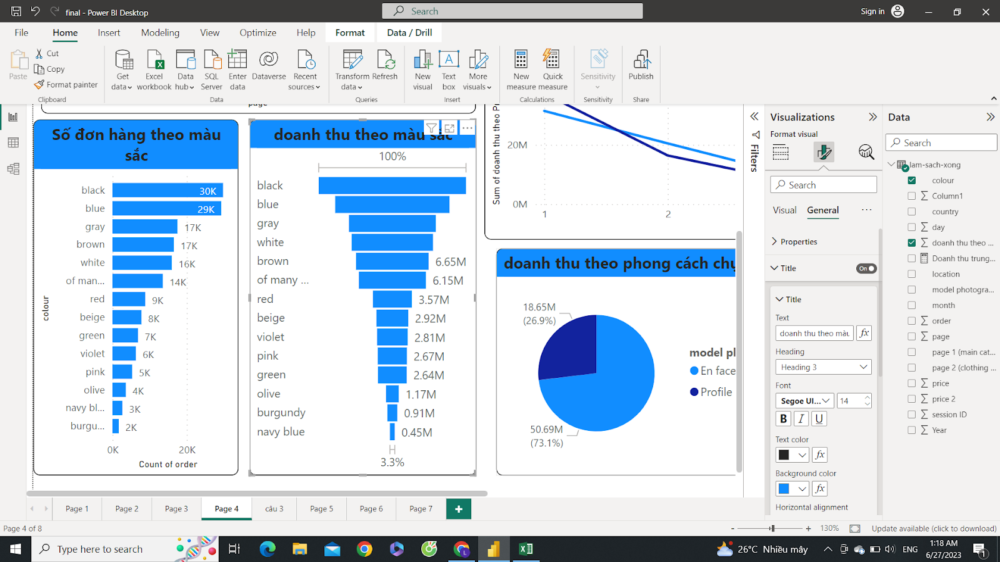 final - Power BI Desktop
Search
Sign in
File
Home
Insert
Modeling
View
Optimize
Help
Format
Data / Drill
Paste
Cut
Copy
Format painter
Clipboard
Get
data
Excel
workbook
Data
hub
SQL
Server
Enter
data
Dataverse
Recent
sources
Data
Transform
data
Refresh
Queries
New
visual
Text
box
More
visuals
Insert
New
measure
Quick
measure
Calculations
Sensitivity
Sensitivity
Publish
Share
page
Số đơn hàng theo màu
sắc
colour
black
30K
blue
29K
gray
17K
brown
17K
white
16K
of man...
14K
red
9K
beige
8K
green
7K
violet
6K
pink
5K
olive
4K
navy bl...
3K
burgu...
2K
0K
20K
Count of order
doanh thu theo màu sắc
100%
black
blue
gray
white
brown
6.65M
of many ...
6.15M
red
3.57M
beige
2.92M
violet
2.81M
pink
2.67M
green
2.64M
olive
1.17M
burgundy
0.91M
navy blue
0.45M
3.3%
Sum of doanh thu theo
20M
0M
1
2
doanh thu theo phong cách
18.65M
(26.9%)
50.69M
(73.1%)
model
En face
Profile
Filters
Visualizations
Format visual
Search
Visual
General
...
Properties
Title
On
Title
Text
doanh thu theo màu
fx
Heading
Heading 3
Font
Segoe UI...
14
B
I
U
Text color
fx
Background color
fx
Horizontal alignment
Data
Search
lam-sach-xong
colour
Column1
country
day
doanh thu theo ...
Doanh thu trung...
location
model photogra...
month
order
page
page 1 (main cat...
page 2 (clothing ...
price
price 2
session ID
Year
Page 1
Page 2
Page 3
Page 4
câu 3
Page 5
Page 6
Page 7
+
Page 4 of 8
-
+
130%
Update available (click to download)
Type here to search
26°C Nhiều mây
ENG
1:18 AM
6/27/2023
1